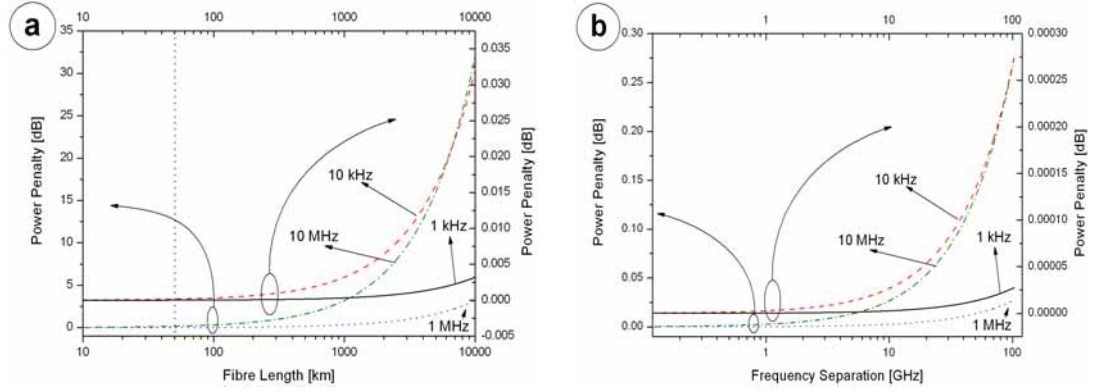 a
10 100 1000 10000
35
30
25
20
15
10
5
0
Power Penalty [dB]
0.035
0.030
0.025
0.020
0.015
0.010
0.005
0.000
-0.005
Power Penalty [dB]
10 kHz
1 kHz
10 MHz
1 MHz
10 100 1000 10000
Fibre Length [km]
b
1 10 100
0.30
0.25
0.20
0.15
0.10
0.05
0.00
Power Penalty [dB]
0.00030
0.00025
0.00020
0.00015
0.00010
0.00005
0.00000
Power Penalty [dB]
10 kHz
1 kHz
10 MHz
1 MHz
1 10 100
Frequency Separation [GHz]